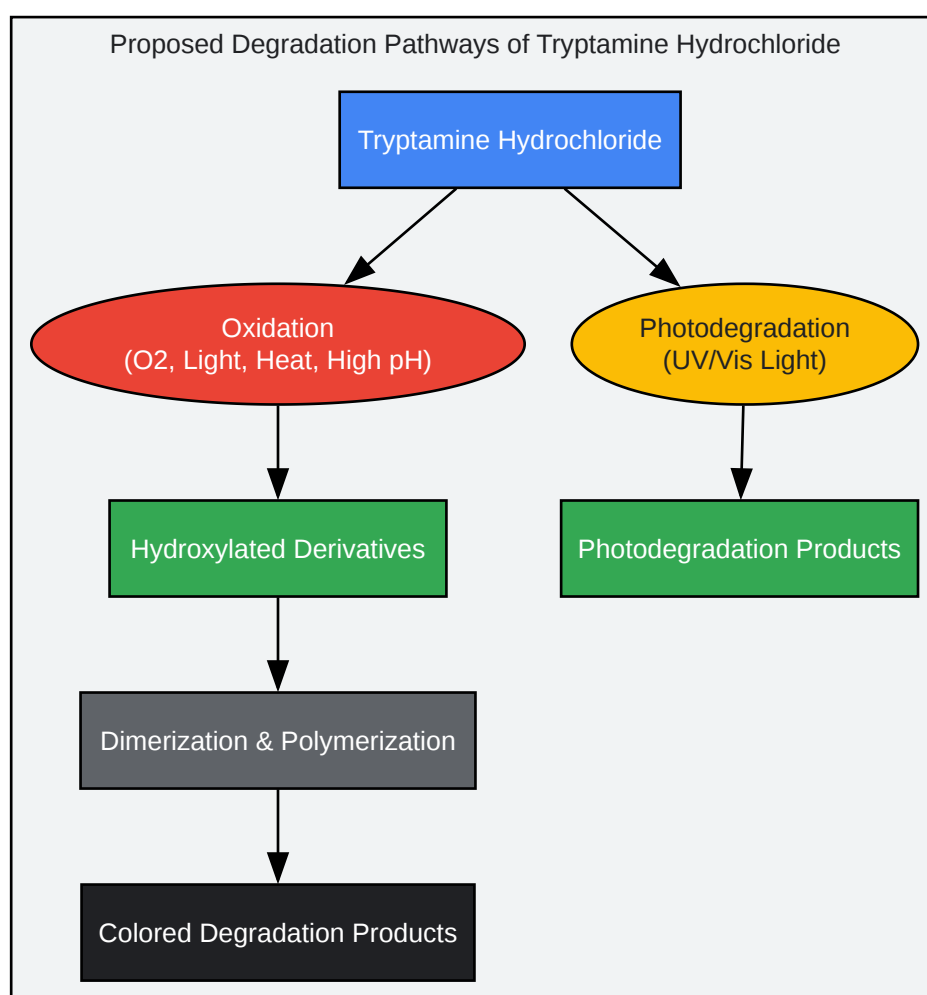 Proposed Degradation Pathways of Tryptamine Hydrochloride
Tryptamine Hydrochloride
Oxidation
(O2, Light, Heat, High pH)
Photodegradation
(UV/Vis Light)
Hydroxylated Derivatives
Photodegradation Products
Dimerization & Polymerization
Colored Degradation Products